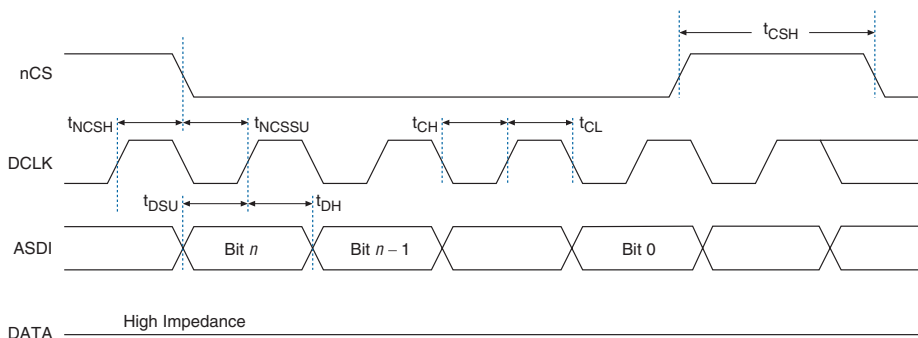 tCSH
nCS
tNCSH tNCSSU tCH tCL
DCLK
tDSU tDH
ASDI Bit n Bit n – 1 Bit 0
High Impedance
DATA